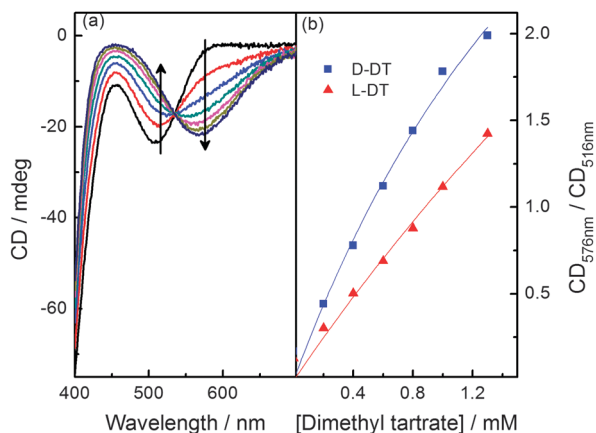 (a)
(b)
0
-20
-40
-60
CD / mdeg
400
500
600
Wavelength / nm
D-DT
L-DT
2.0
1.5
1.0
0.5
CD576nm / CD516nm
0.4
0.8
1.2
[Dimethyl tartrate] / mM